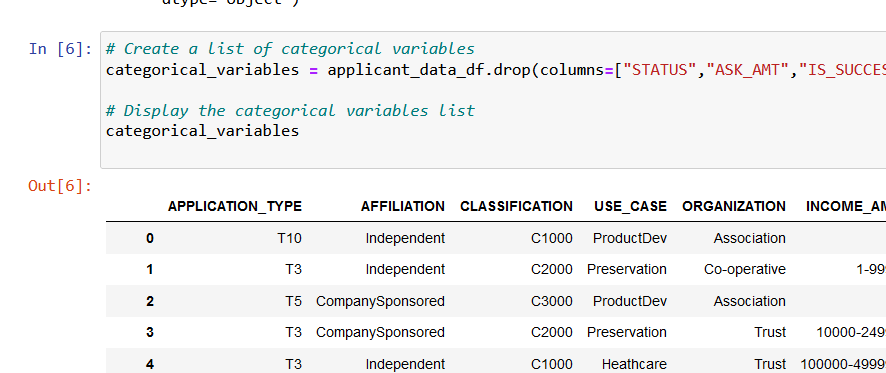 dtype='object')
In [6]: # Create a list of categorical variables
categorical_variables = applicant_data_df.drop(columns=["STATUS","ASK_AMT","IS_SUCCES
# Display the categorical variables list
categorical_variables
Out[6]:
APPLICATION_TYPE AFFILIATION CLASSIFICATION USE_CASE ORGANIZATION INCOME_AM
0 T10 Independent C1000 ProductDev Association
1 T3 Independent C2000 Preservation Co-operative 1-999
2 T5 CompanySponsored C3000 ProductDev Association
3 T3 CompanySponsored C2000 Preservation Trust 10000-2499
4 T3 Independent C1000 Heathcare Trust 100000-4999